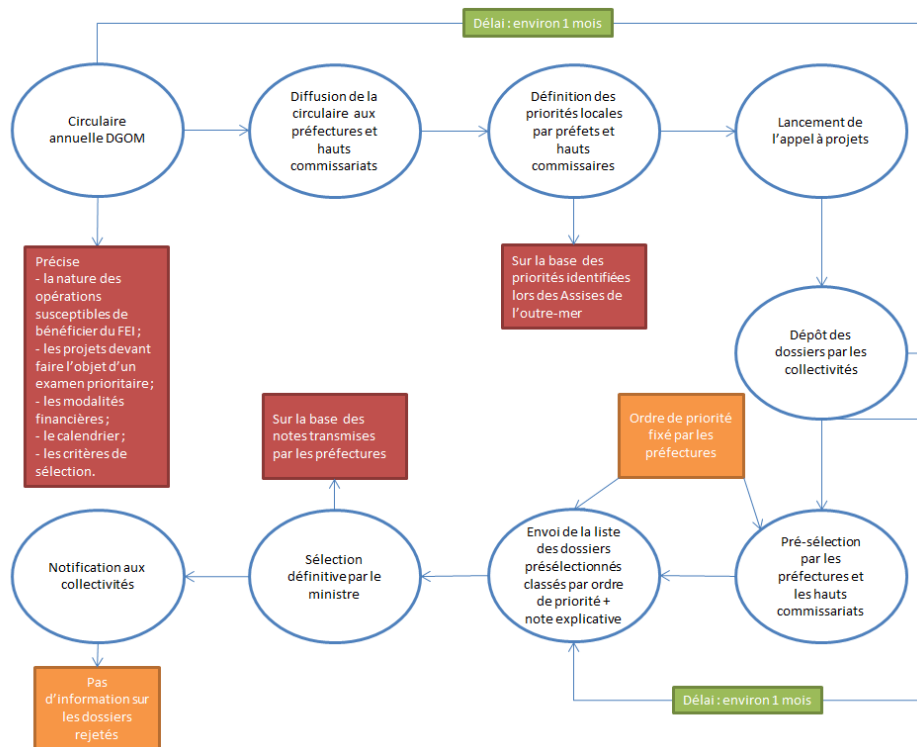 Délai : environ 1 mois
Circulaire
annuelle DGOM
Diffusion de la
circulaire aux
préfectures et
hauts commissariats
Définition des
priorités locales
par préfets et
hauts
commissaires
Lancement de
l’appel à projets
Précise
- la nature des
opérations
susceptibles de
bénéficier du FEI ;
- les projets devant
faire l’objet d’un
examen prioritaire ;
- les modalités
financières ;
- le calendrier ;
- les critères de
sélection.
Sur la base des
priorités identifiées
lors des Assises de
l’outre-mer
Dépôt des
dossiers par les
collectivités
Sur la base des
notes transmises
par les préfectures
Ordre de priorité
fixé par les
préfectures
Notification aux
collectivités
Sélection
définitive par le
ministre
Envoi de la liste
des dossiers
présélectionnés
classés par ordre
de priorité +
note explicative
Pré-sélection
par les
préfectures et
les hauts
commissariats
Pas
d’information sur
les dossiers
rejetés
Délai : environ 1 mois